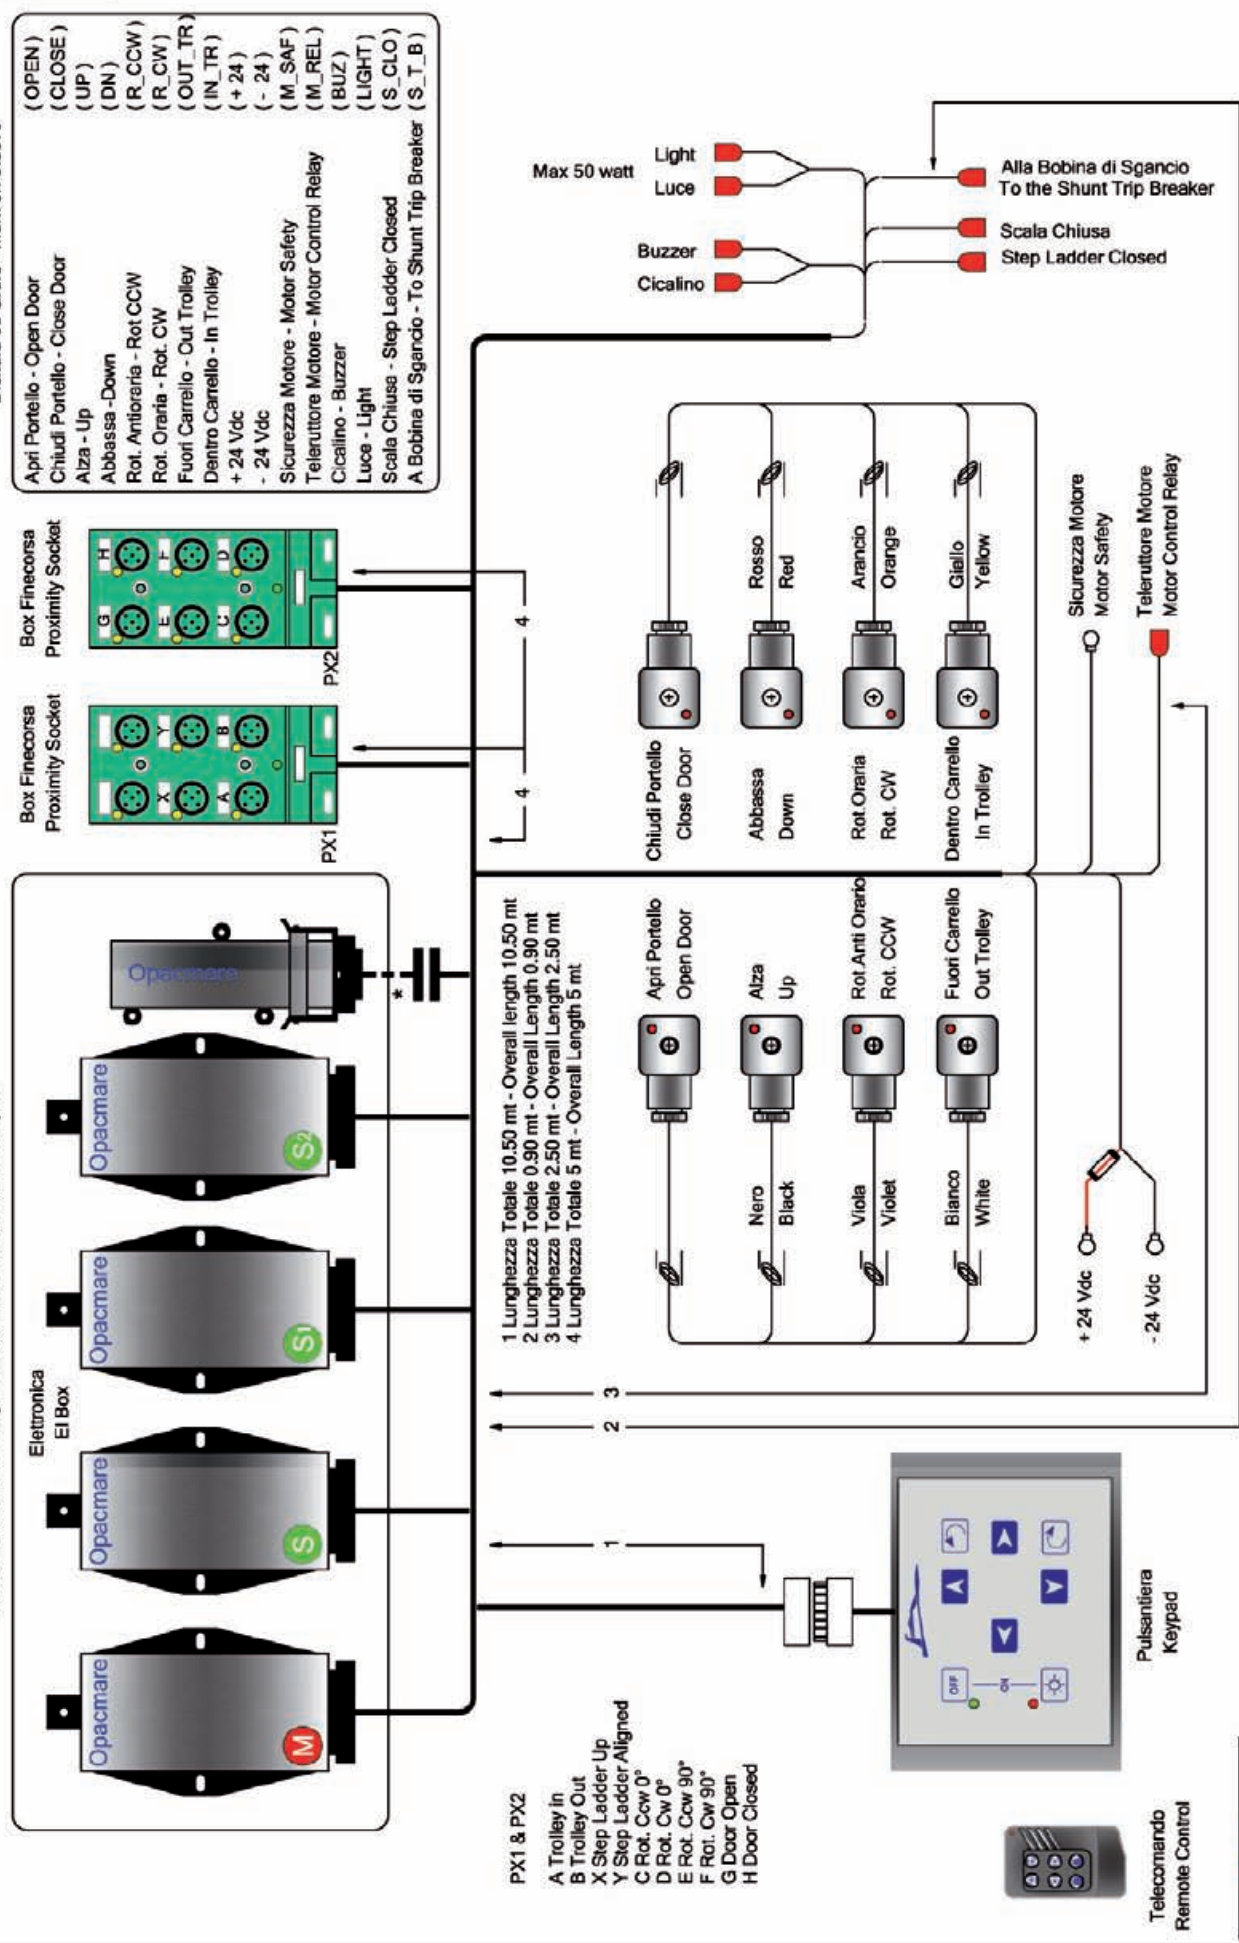 Elettronica
El Box
Opacmare
M
Opacmare
S
Opacmare
S1
Opacmare
S2
Opacmare
*
Box Finecorsa
Proximity Socket
X
Y
A
B
PX1
Box Finecorsa
Proximity Socket
G
H
E
F
C
D
PX2
Apri Portello - Open Door ( OPEN )
Chiudi Portello - Close Door ( CLOSE )
Alza - Up ( UP )
Abbassa -Down ( DN )
Rot. Antioraria - Rot CCW ( R_CCW )
Rot. Oraria - Rot. CW ( R_CW )
Fuori Carrello - Out Trolley ( OUT_TR )
Dentro Carrello - In Trolley ( IN_TR )
+ 24 Vdc ( + 24 )
- 24 Vdc ( - 24 )
Sicurezza Motore - Motor Safety ( M_SAF )
Teleruttore Motore - Motor Control Relay ( M_REL )
Cicalino - Buzzer ( BUZ )
Luce - Light ( LIGHT )
Scala Chiusa - Step Ladder Closed ( S_CLO )
A Bobina di Sgancio - To Shunt Trip Breaker ( S_T_B )
4
4
1 Lunghezza Totale 10.50 mt - Overall length 10.50 mt
2 Lunghezza Totale 0.90 mt - Overall Length 0.90 mt
3 Lunghezza Totale 2.50 mt - Overall Length 2.50 mt
4 Lunghezza Totale 5 mt - Overall Length 5 mt
1
2
3
PX1 & PX2
A Trolley in
B Trolley Out
X Step Ladder Up
Y Step Ladder Aligned
C Rot. Ccw 0°
D Rot. Cw 0°
E Rot. Ccw 90°
F Rot. Cw 90°
G Door Open
H Door Closed
Apri Portello
Open Door
Chiudi Portello
Close Door
Nero
Black
Alza
Up
Abbassa
Down
Rosso
Red
Viola
Violet
Rot.Anti Orario
Rot. CCW
Rot.Oraria
Rot. CW
Arancio
Orange
Bianco
White
Fuori Carrello
Out Trolley
Dentro Carrello
In Trolley
Giallo
Yellow
Max 50 watt
Light
Luce
Buzzer
Cicalino
Alla Bobina di Sgancio
To the Shunt Trip Breaker
Scala Chiusa
Step Ladder Closed
Sicurezza Motore
Motor Safety
Teleruttore Motore
Motor Control Relay
+ 24 Vdc
- 24 Vdc
OFF
ON
Pulsantiera
Keypad
Telecomando
Remote Control